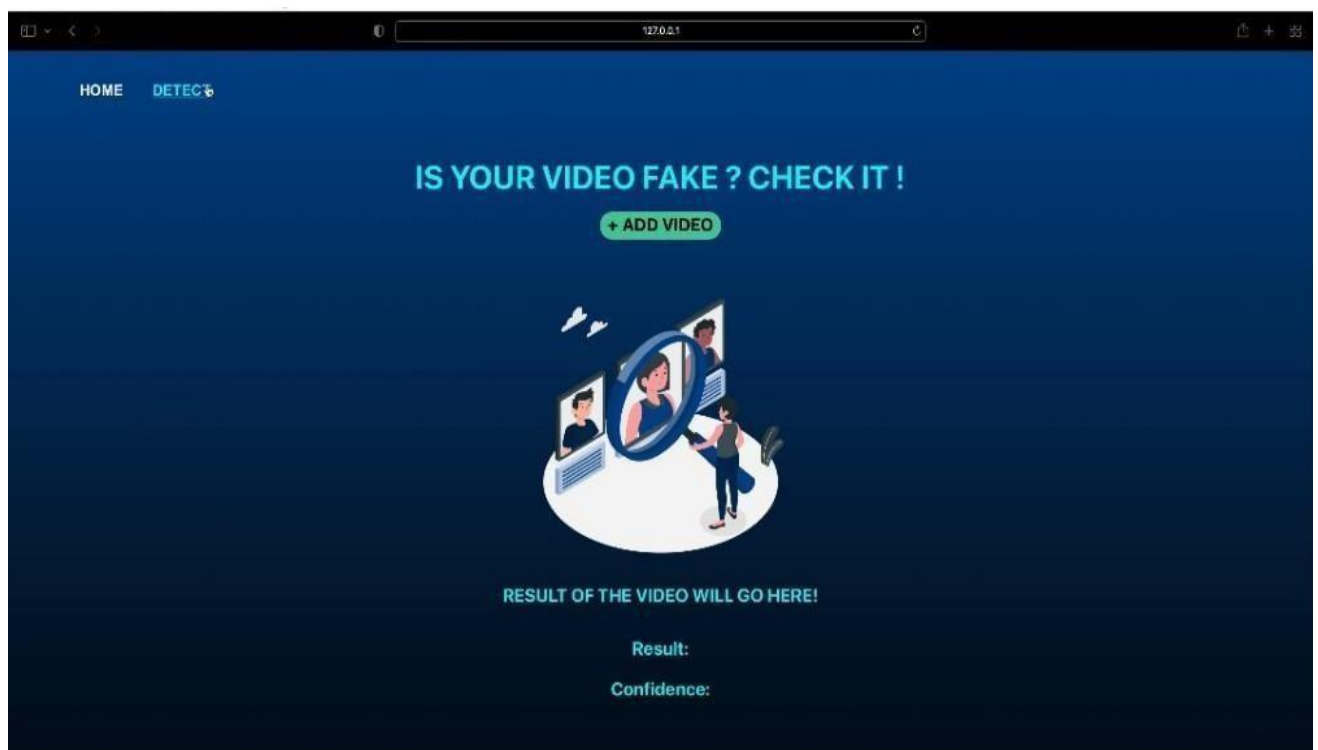 127.0.0.1
HOME DETECT
IS YOUR VIDEO FAKE ? CHECK IT !
+ ADD VIDEO
RESULT OF THE VIDEO WILL GO HERE!
Result:
Confidence: